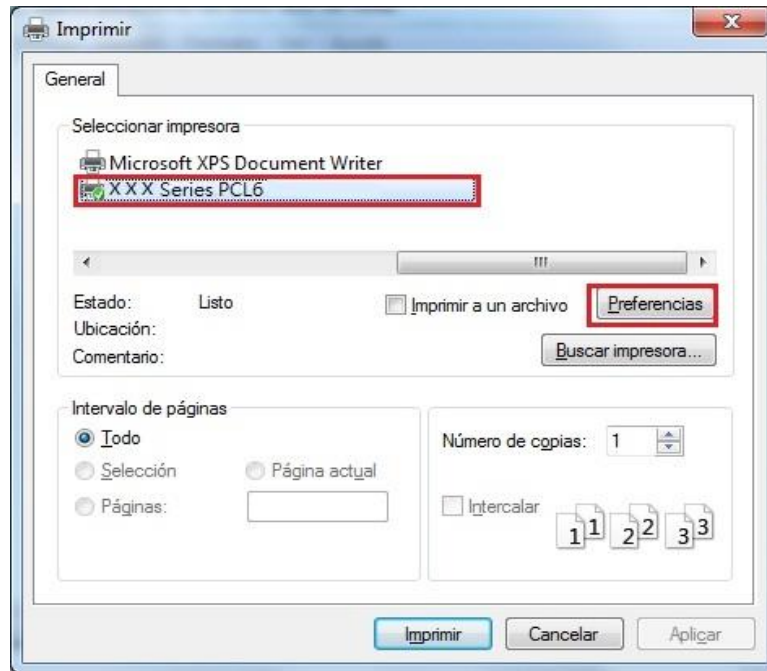 Imprimir
General
Seleccionar impresora
Microsoft XPS Document Writer
X X X Series PCL6
Estado: Listo
Imprimir a un archivo
Preferencias
Ubicación:
Comentario:
Buscar impresora...
Intervalo de páginas
Todo
Selección
Página actual
Páginas:
Número de copias: 1
Intercalar
1 1 2 2 3 3
Imprimir
Cancelar
Aplicar